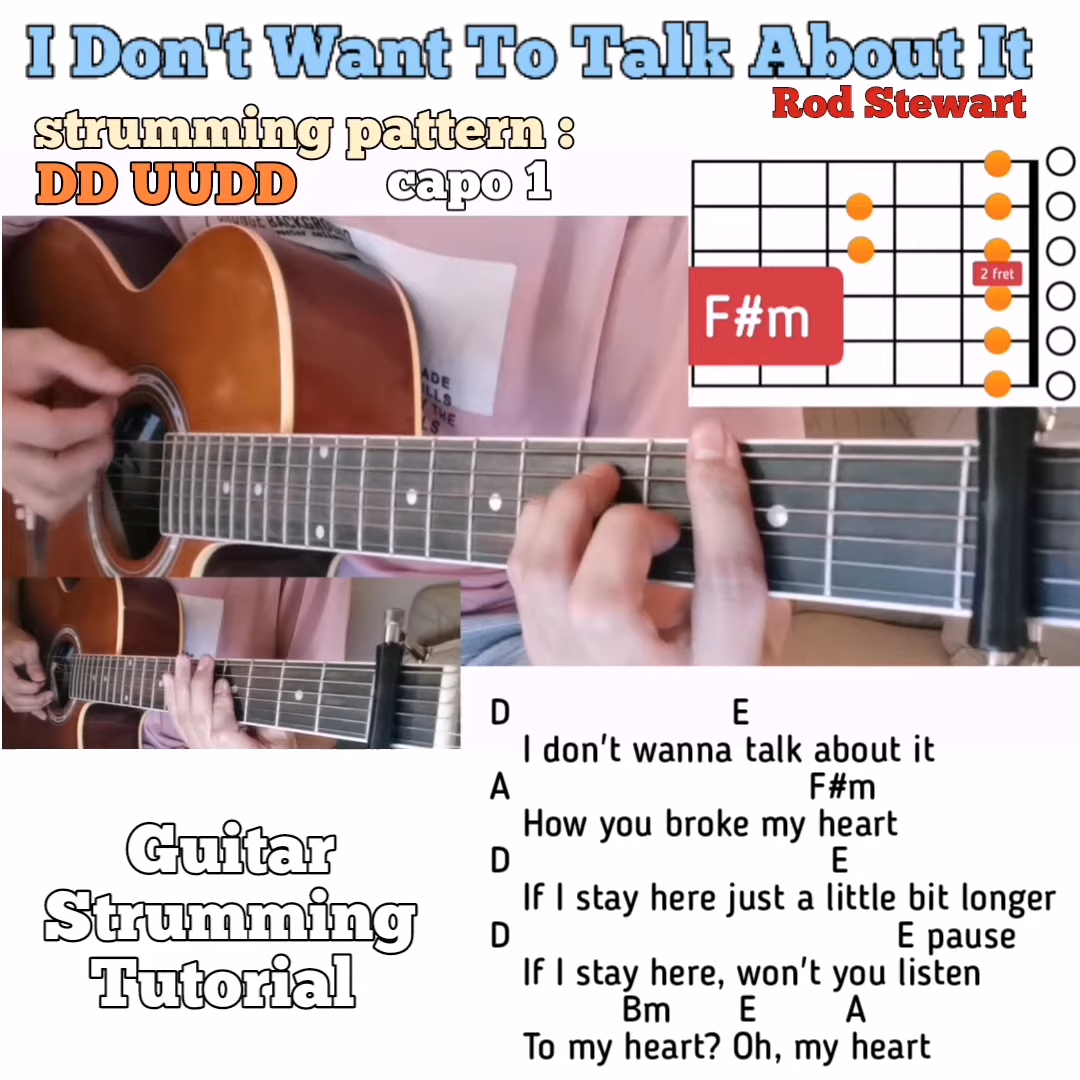 I Don't Want To Talk About It
Rod Stewart
strumming pattern :
DD UUDD
capo 1
2 fret
F#m
D E
I don't wanna talk about it
A F#m
How you broke my heart
D E
If I stay here just a little bit longer
D E pause
If I stay here, won't you listen
Bm E A
To my heart? Oh, my heart
Guitar
Strumming
Tutorial